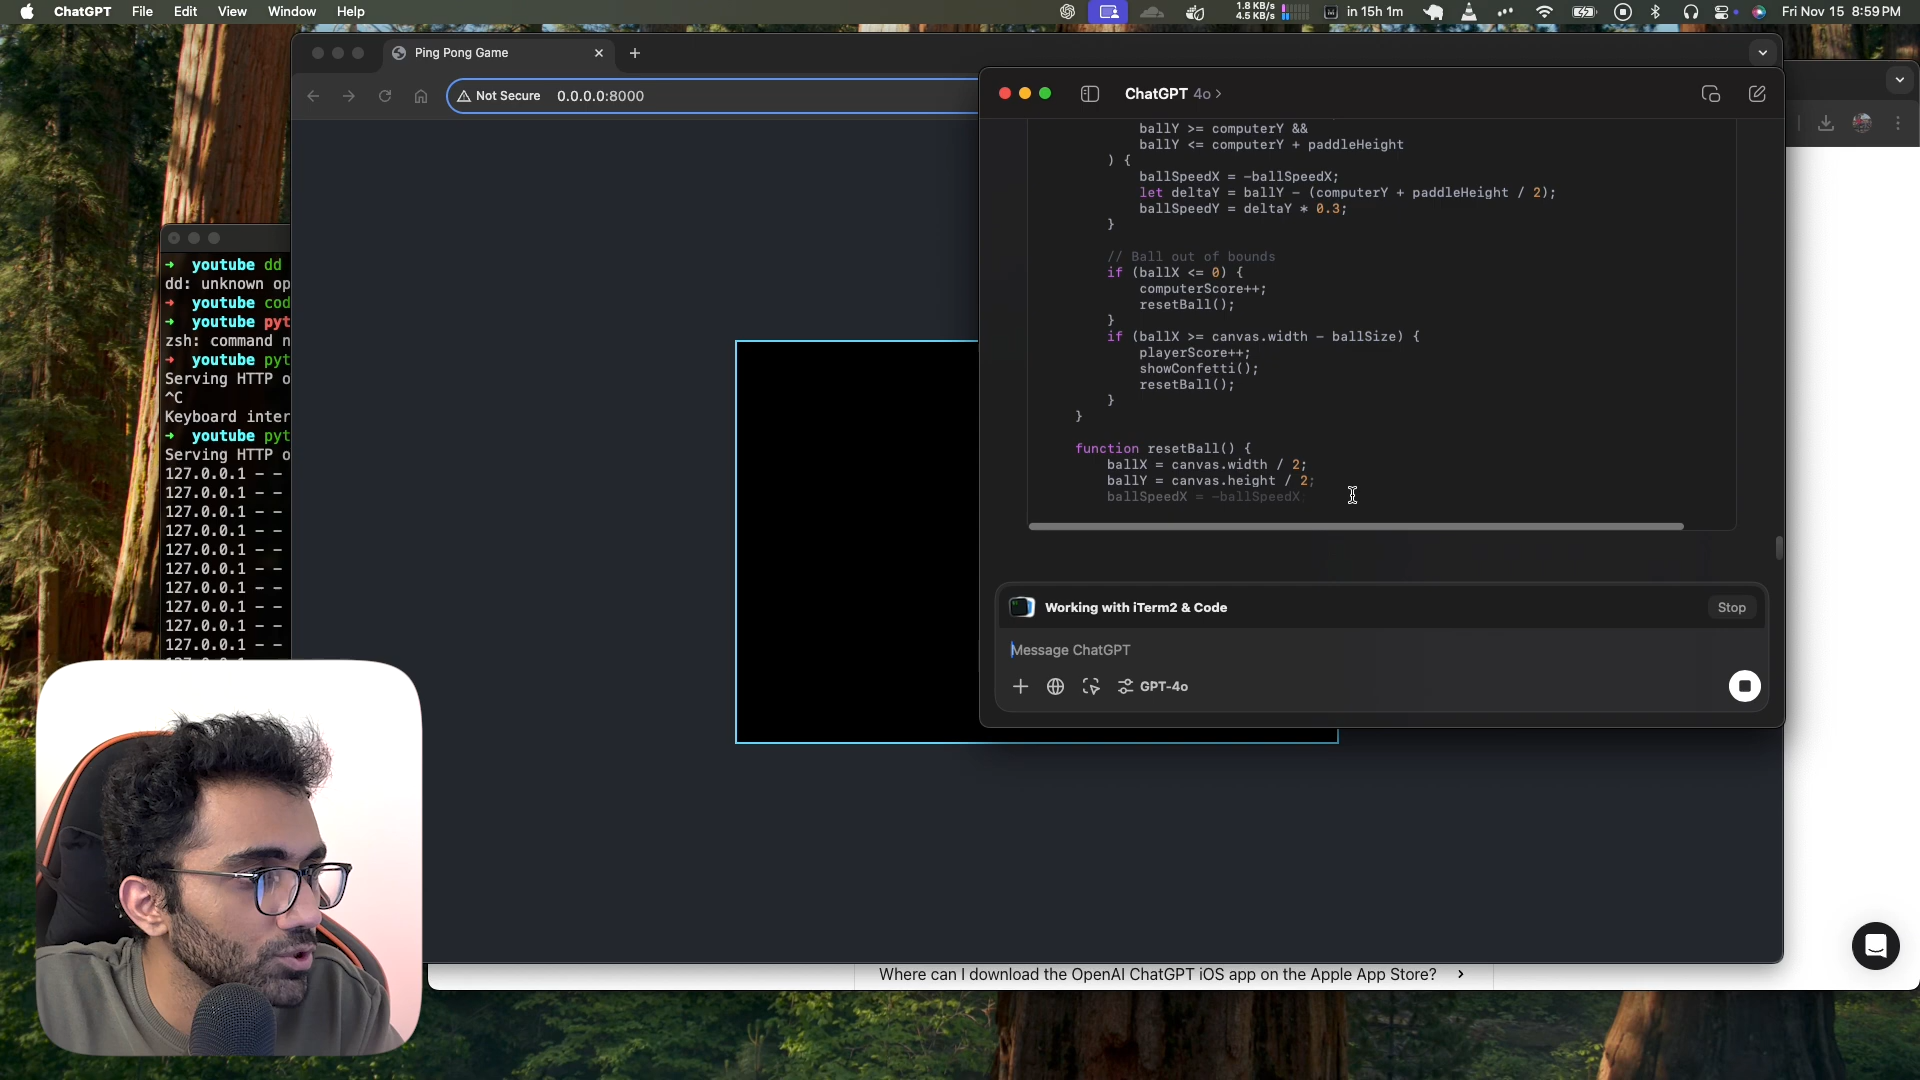 ChatGPT File Edit View Window Help
1.8 KB/s
4.5 KB/s
in 15h 1m
Fri Nov 15 8:59 PM
Ping Pong Game
Not Secure 0.0.0.0:8000
ChatGPT 4o >
ballY >= computerY &&
ballY <= computerY + paddleHeight
) {
ballSpeedX = -ballSpeedX;
let deltaY = ballY - (computerY + paddleHeight / 2);
ballSpeedY = deltaY * 0.3;
}
// Ball out of bounds
if (ballX <= 0) {
computerScore++;
resetBall();
}
if (ballX >= canvas.width - ballSize) {
playerScore++;
showConfetti();
resetBall();
}
}
function resetBall() {
ballX = canvas.width / 2;
ballY = canvas.height / 2;
ballSpeedX = -ballSpeedX;
Working with iTerm2 & Code
Stop
Message ChatGPT
GPT-4o
→ youtube dd
dd: unknown op
→ youtube cod
→ youtube pyt
zsh: command n
→ youtube pyt
Serving HTTP o
^C
Keyboard inter
→ youtube pyt
Serving HTTP o
127.0.0.1 - -
127.0.0.1 - -
127.0.0.1 - -
127.0.0.1 - -
127.0.0.1 - -
127.0.0.1 - -
127.0.0.1 - -
127.0.0.1 - -
127.0.0.1 - -
127.0.0.1 - -
Where can I download the OpenAI ChatGPT iOS app on the Apple App Store? >